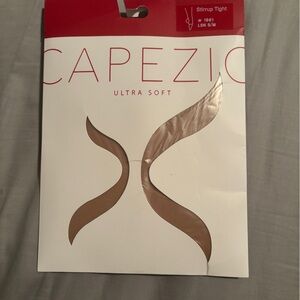 Stirrup Tight
# 1961
LSN S/M
CAPEZIO
ULTRA SOFT